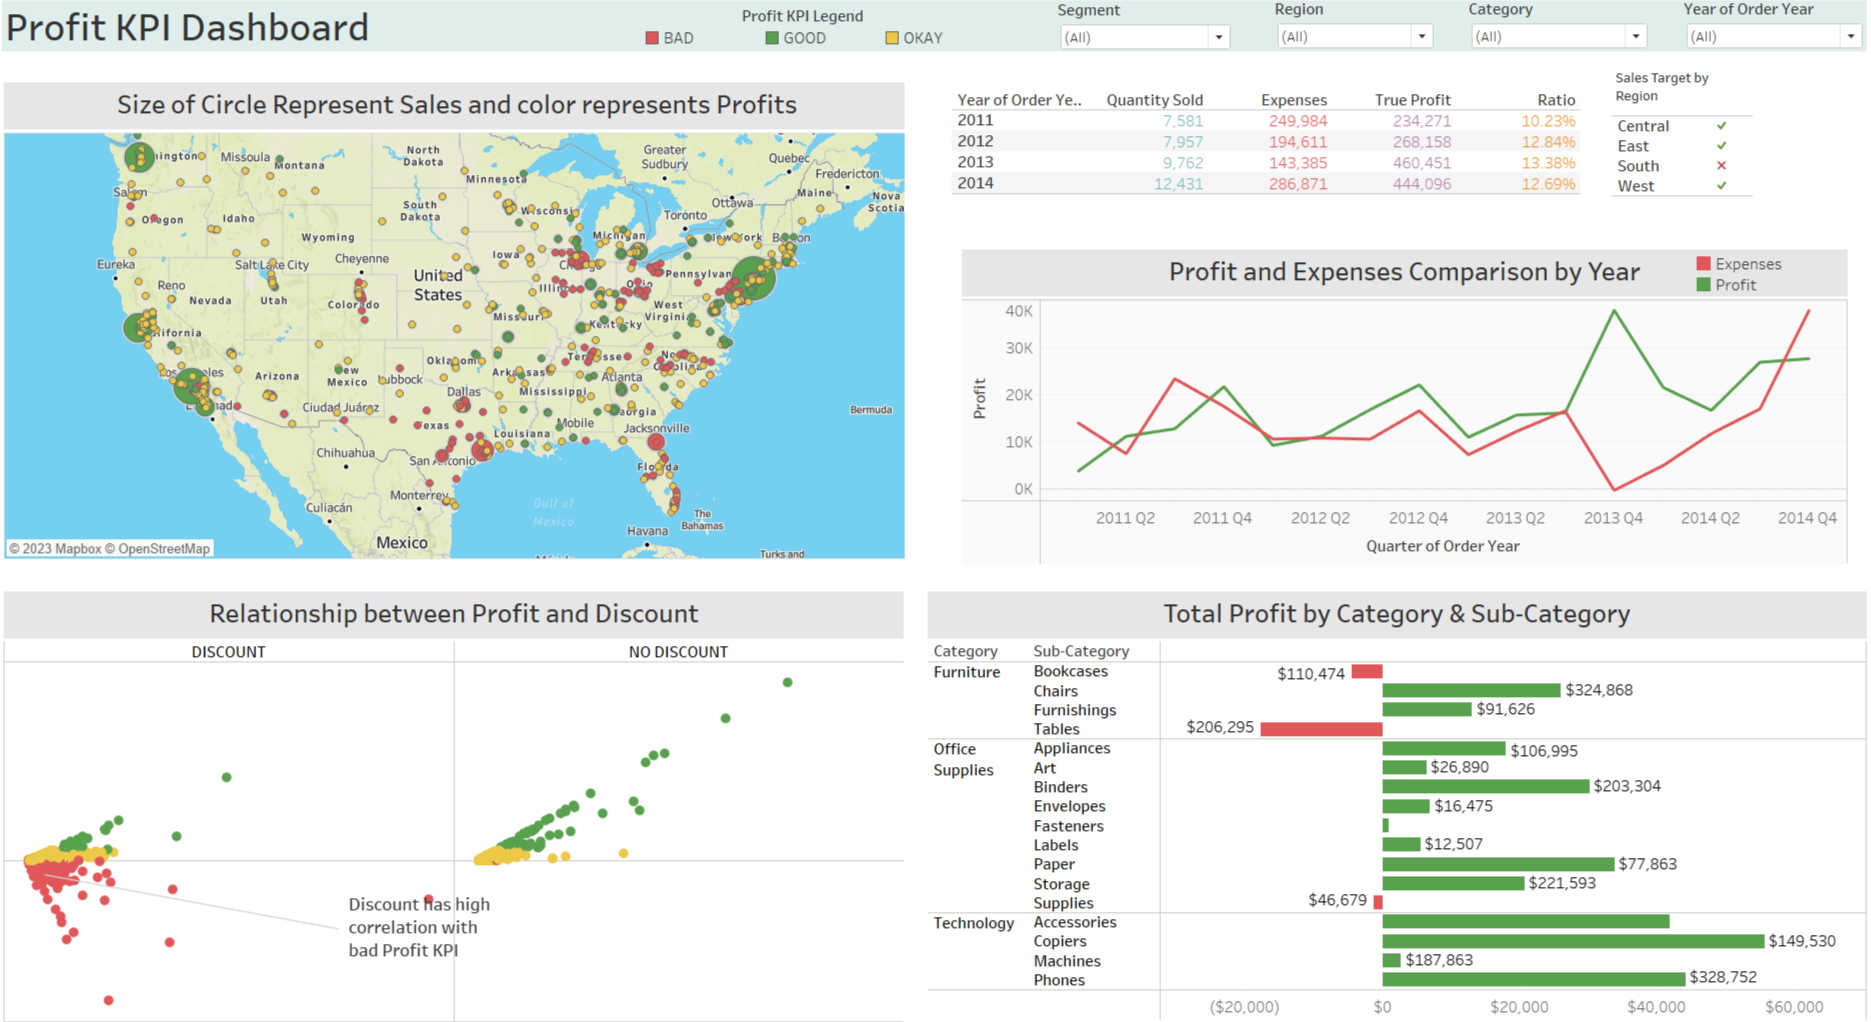 Profit KPI Dashboard
Profit KPI Legend
BAD
GOOD
OKAY
Segment
(All)
Region
(All)
Category
(All)
Year of Order Year
(All)
Size of Circle Represent Sales and color represents Profits
Missoula
Montana
North
Dakota
Minnesota
Greater
Sudbury
Quebec
Fredericton
Maine
Nova
Scotia
Ottawa
Toronto
Oregon
Idaho
South
Dakota
Wisconsin
Michigan
Wyoming
Eureka
Salt Lake City
Cheyenne
Iowa
Reno
Nevada
Utah
Colorado
United
States
Pennsylvan
West
Virginia
Missouri
Kentucky
Arizona
New
Mexico
Oklahoma
Arkansas
Tennessee
Atlanta
Lubbock
Dallas
Mississippi
Georgia
Ciudad Juárez
Texas
Louisiana
Mobile
Jacksonville
Bermuda
Chihuahua
San Antonio
Florida
Monterrey
Gulf of
Mexico
Culiacán
The
Bahamas
Havana
Mexico
Turks and
© 2023 Mapbox © OpenStreetMap
Year of Order Ye.. Quantity Sold Expenses True Profit Ratio
2011 7,581 249,984 234,271 10.23%
2012 7,957 194,611 268,158 12.84%
2013 9,762 143,385 460,451 13.38%
2014 12,431 286,871 444,096 12.69%
Sales Target by
Region
Central
East
South
West
Profit and Expenses Comparison by Year
Expenses
Profit
40K
30K
20K
10K
0K
Profit
2011 Q2 2011 Q4 2012 Q2 2012 Q4 2013 Q2 2013 Q4 2014 Q2 2014 Q4
Quarter of Order Year
Relationship between Profit and Discount
DISCOUNT
NO DISCOUNT
Discount has high
correlation with
bad Profit KPI
Total Profit by Category & Sub-Category
Category Sub-Category
Furniture Bookcases $110,474
Chairs $324,868
Furnishings $91,626
Tables $206,295
Office Appliances $106,995
Supplies Art $26,890
Binders $203,304
Envelopes $16,475
Fasteners
Labels $12,507
Paper $77,863
Storage $221,593
Supplies $46,679
Technology Accessories
Copiers $149,530
Machines $187,863
Phones $328,752
($20,000) $0 $20,000 $40,000 $60,000